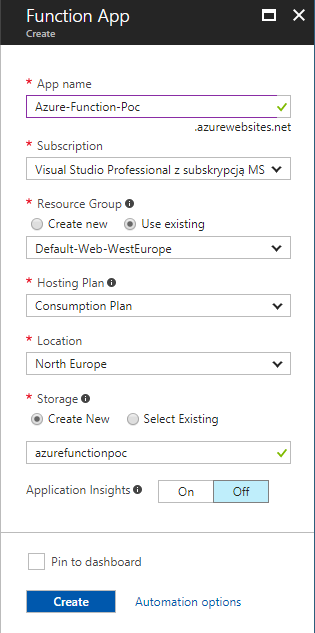 Function App
Create
* App name
Azure-Function-Poc
.azurewebsites.net
* Subscription
Visual Studio Professional z subskrypcją MS
* Resource Group
Create new Use existing
Default-Web-WestEurope
* Hosting Plan
Consumption Plan
* Location
North Europe
* Storage
Create New Select Existing
azurefunctionpoc
Application Insights On Off
Pin to dashboard
Create Automation options